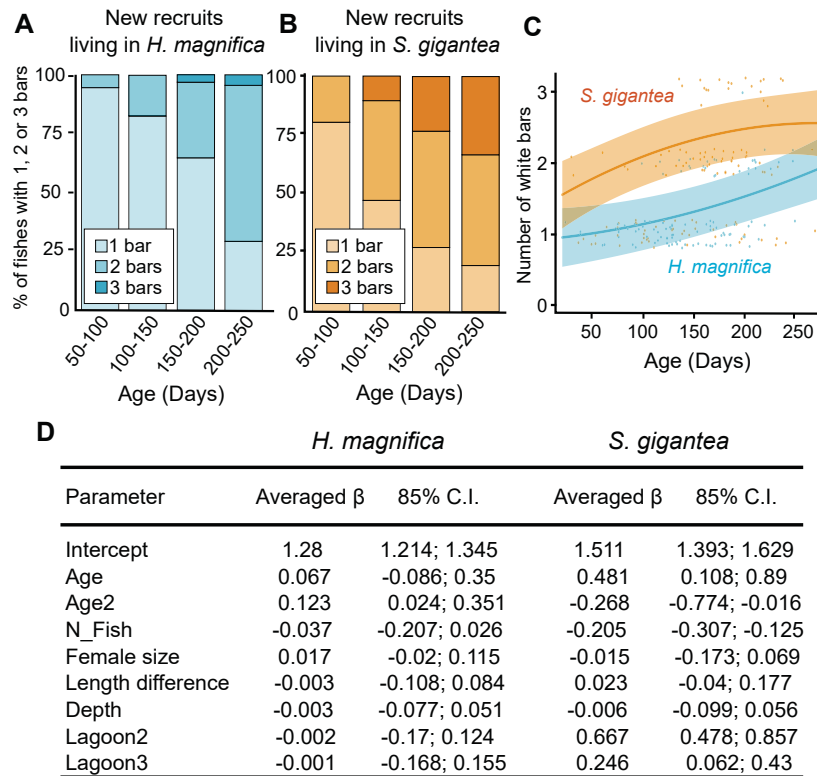 A
New recruits
living in H. magnifica
% of fishes with 1, 2 or 3 bars
100
75
50
25
0
1 bar
2 bars
3 bars
50-100
100-150
150-200
200-250
Age (Days)
B
New recruits
living in S. gigantea
100
75
50
25
0
1 bar
2 bars
3 bars
50-100
100-150
150-200
200-250
Age (Days)
C
Number of white bars
3
2
1
0
S. gigantea
H. magnifica
50 100 150 200 250
Age (Days)
D
H. magnifica S. gigantea
Parameter Averaged β 85% C.I. Averaged β 85% C.I.
Intercept 1.28 1.214; 1.345 1.511 1.393; 1.629
Age 0.067 -0.086; 0.35 0.481 0.108; 0.89
Age2 0.123 0.024; 0.351 -0.268 -0.774; -0.016
N_Fish -0.037 -0.207; 0.026 -0.205 -0.307; -0.125
Female size 0.017 -0.02; 0.115 -0.015 -0.173; 0.069
Length difference -0.003 -0.108; 0.084 0.023 -0.04; 0.177
Depth -0.003 -0.077; 0.051 -0.006 -0.099; 0.056
Lagoon2 -0.002 -0.17; 0.124 0.667 0.478; 0.857
Lagoon3 -0.001 -0.168; 0.155 0.246 0.062; 0.43